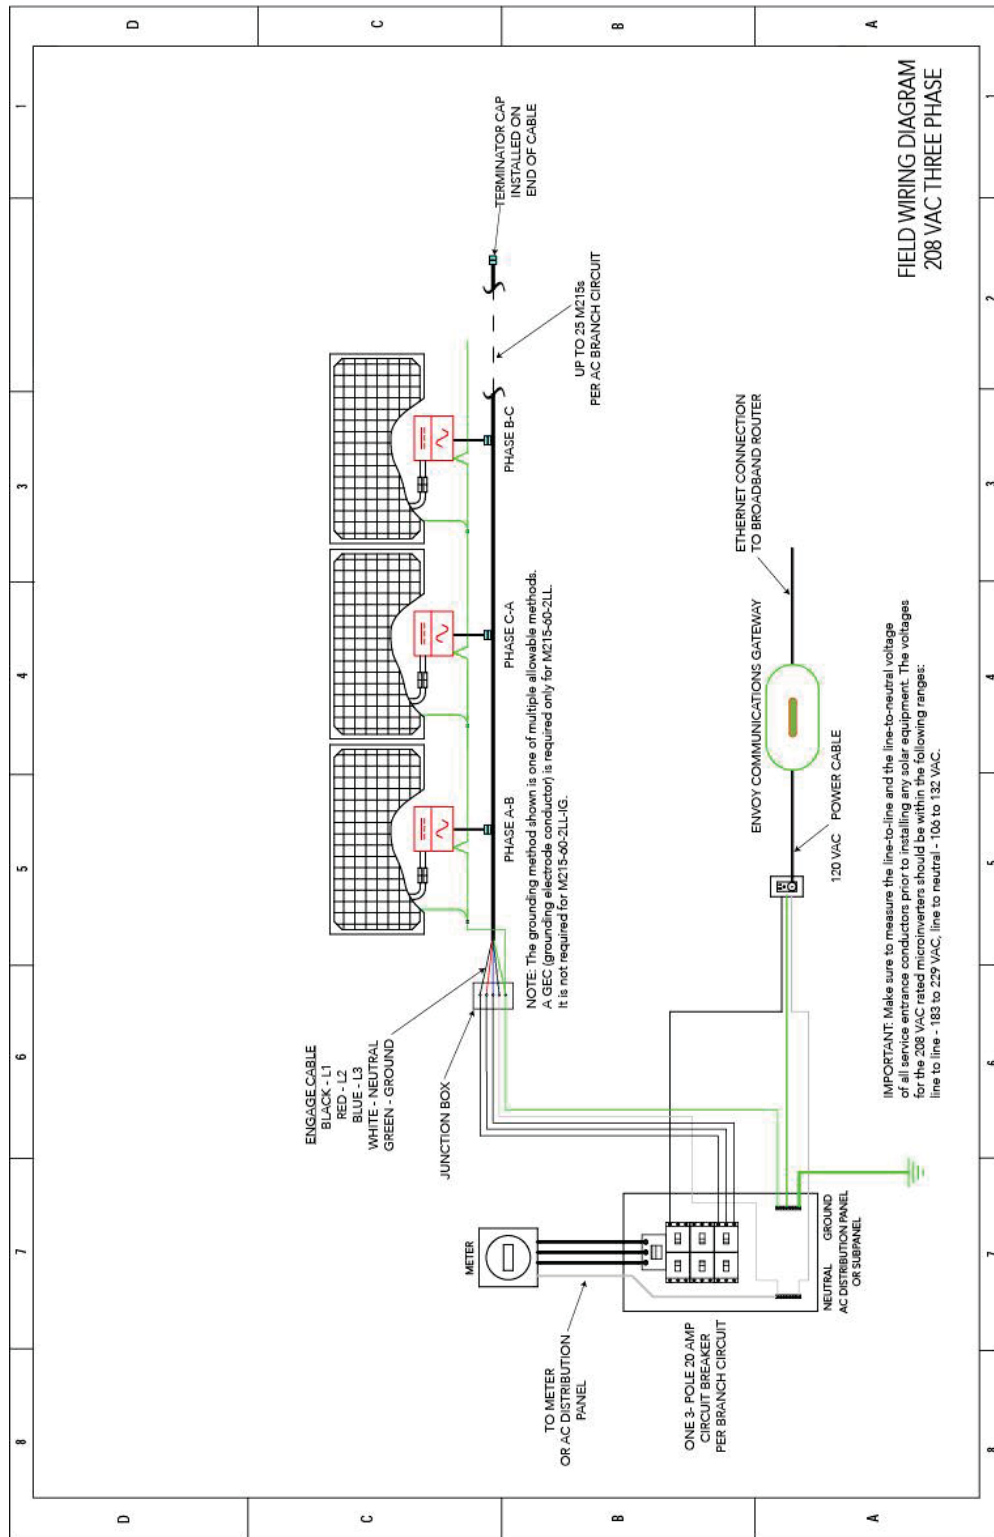 8
7
6
5
4
3
2
1
D
C
B
A
ENGAGE CABLE
BLACK - L1
RED - L2
BLUE - L3
WHITE - NEUTRAL
GREEN - GROUND
JUNCTION BOX
PHASE A-B
PHASE C-A
PHASE B-C
TERMINATOR CAP
INSTALLED ON
END OF CABLE
UP TO 25 M215s
PER AC BRANCH CIRCUIT
NOTE: The grounding method shown is one of multiple allowable methods.
A GEC (grounding electrode conductor) is required only for M215-60-2LL.
It is not required for M215-60-2LL-IG.
METER
TO METER
OR AC DISTRIBUTION
PANEL
ONE 3- POLE 20 AMP
CIRCUIT BREAKER
PER BRANCH CIRCUIT
NEUTRAL GROUND
AC DISTRIBUTION PANEL
OR SUBPANEL
ENVOY COMMUNICATIONS GATEWAY
120 VAC POWER CABLE
ETHERNET CONNECTION
TO BROADBAND ROUTER
IMPORTANT: Make sure to measure the line-to-line and the line-to-neutral voltage
of all service entrance conductors prior to installing any solar equipment. The voltages
for the 208 VAC rated microinverters should be within the following ranges:
line to line - 183 to 229 VAC, line to neutral - 106 to 132 VAC.
FIELD WIRING DIAGRAM
208 VAC THREE PHASE
D
C
B
A
8
7
6
5
4
3
2
1